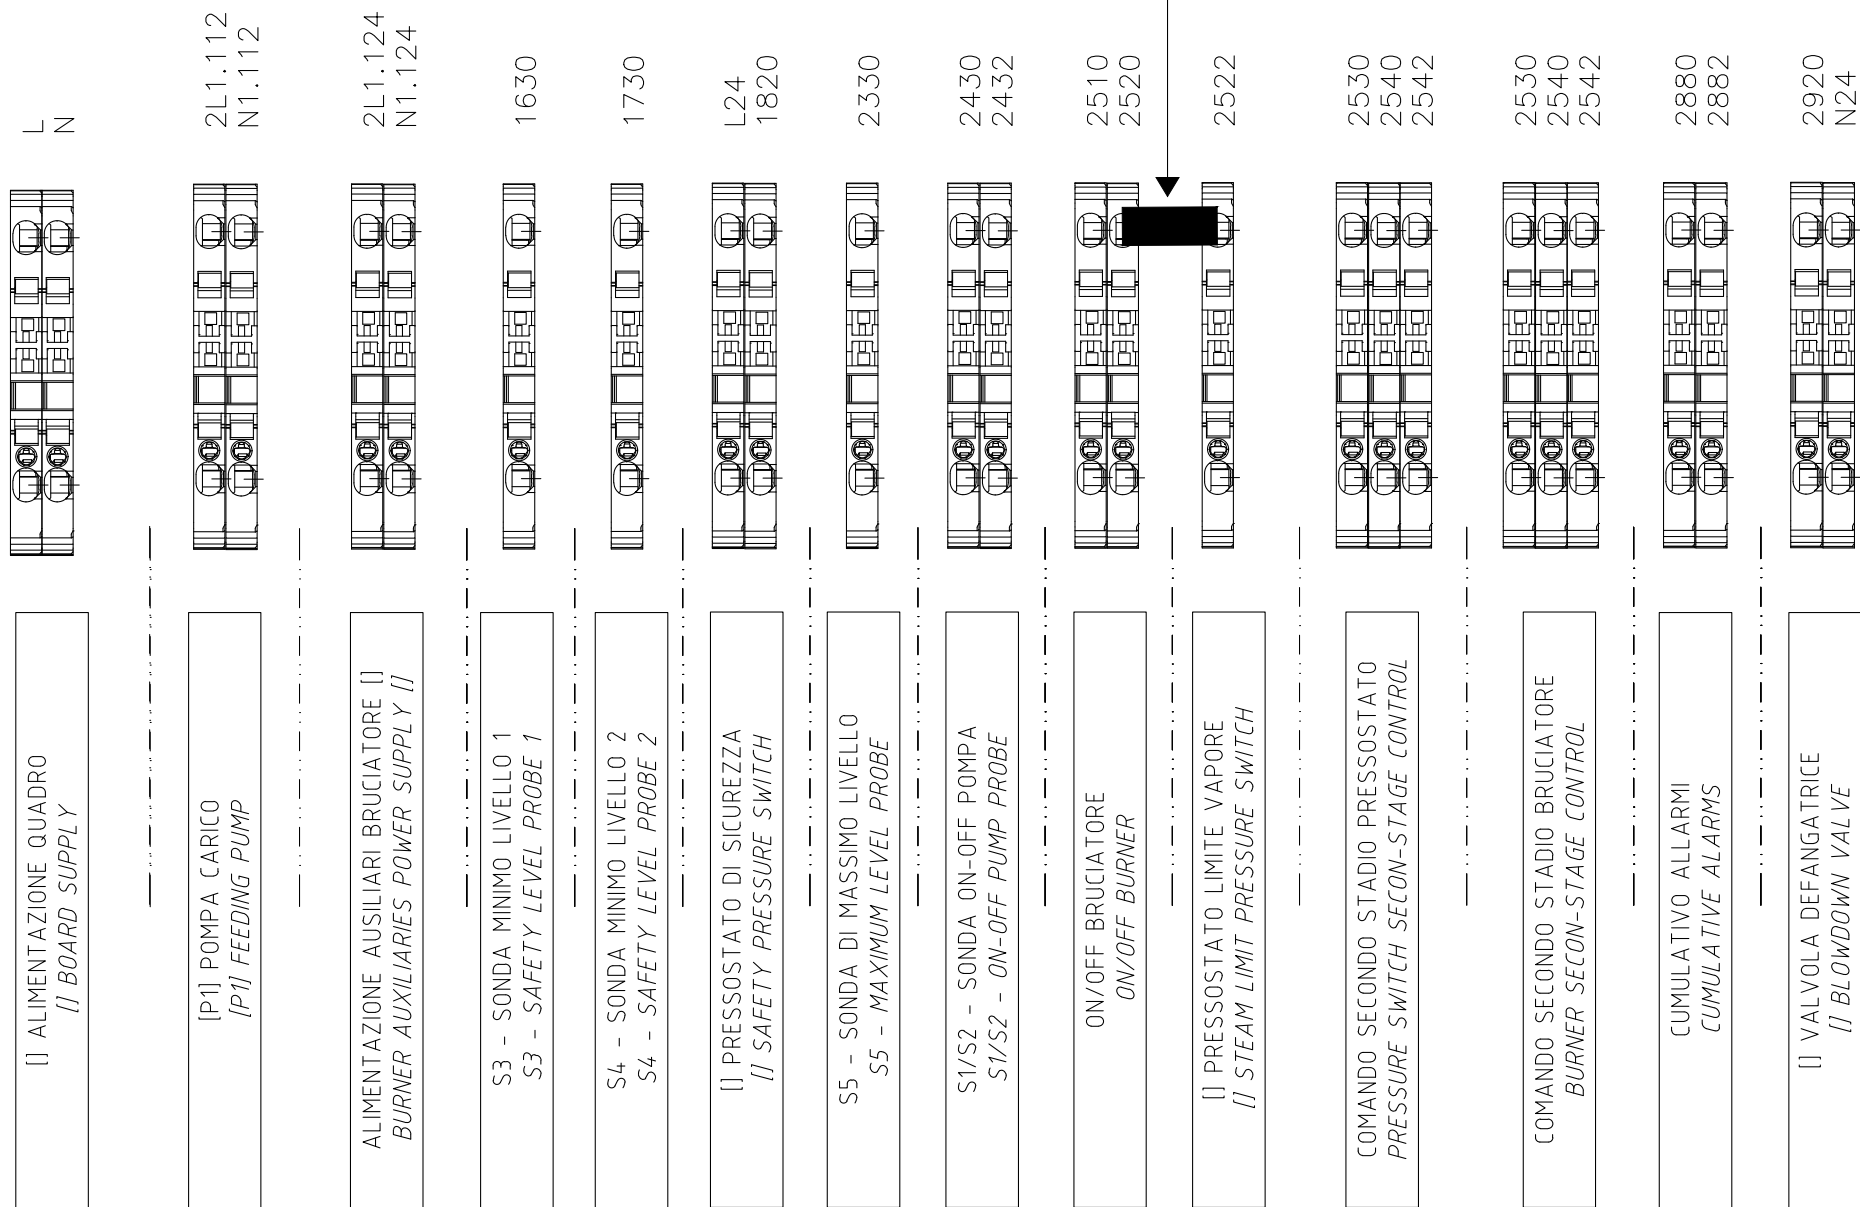 L
N
2L1.112
N1.112
2L1.124
N1.124
1630
1730
L24
1820
2330
2430
2432
2510
2520
2522
2530
2540
2542
2530
2540
2542
2880
2882
2920
N24
[] ALIMENTAZIONE QUADRO
[] BOARD SUPPLY
[P1] POMPA CARICO
[P1] FEEDING PUMP
ALIMENTAZIONE AUSILIARI BRUCIATORE []
BURNER AUXILIARIES POWER SUPPLY []
S3 - SONDA MINIMO LIVELLO 1
S3 - SAFETY LEVEL PROBE 1
S4 - SONDA MINIMO LIVELLO 2
S4 - SAFETY LEVEL PROBE 2
[] PRESSOSTATO DI SICUREZZA
[] SAFETY PRESSURE SWITCH
S5 - SONDA DI MASSIMO LIVELLO
S5 - MAXIMUM LEVEL PROBE
S1/S2 - SONDA ON-OFF POMPA
S1/S2 - ON-OFF PUMP PROBE
ON/OFF BRUCIATORE
ON/OFF BURNER
[] PRESSOSTATO LIMITE VAPORE
[] STEAM LIMIT PRESSURE SWITCH
COMANDO SECONDO STADIO PRESSOSTATO
PRESSURE SWITCH SECON-STAGE CONTROL
COMANDO SECONDO STADIO BRUCIATORE
BURNER SECON-STAGE CONTROL
CUMULATIVO ALLARMI
CUMULATIVE ALARMS
[] VALVOLA DEFANGATRICE
[] BLOWDOWN VALVE